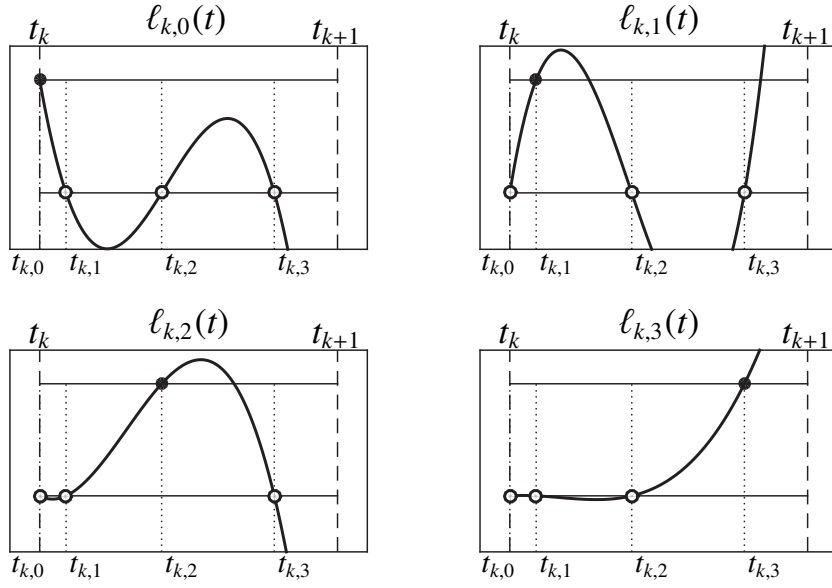 t_k ℓ_{k,0}(t) t_{k+1}
t_{k,0} t_{k,1} t_{k,2} t_{k,3}
t_k ℓ_{k,1}(t) t_{k+1}
t_{k,0} t_{k,1} t_{k,2} t_{k,3}
t_k ℓ_{k,2}(t) t_{k+1}
t_{k,0} t_{k,1} t_{k,2} t_{k,3}
t_k ℓ_{k,3}(t) t_{k+1}
t_{k,0} t_{k,1} t_{k,2} t_{k,3}